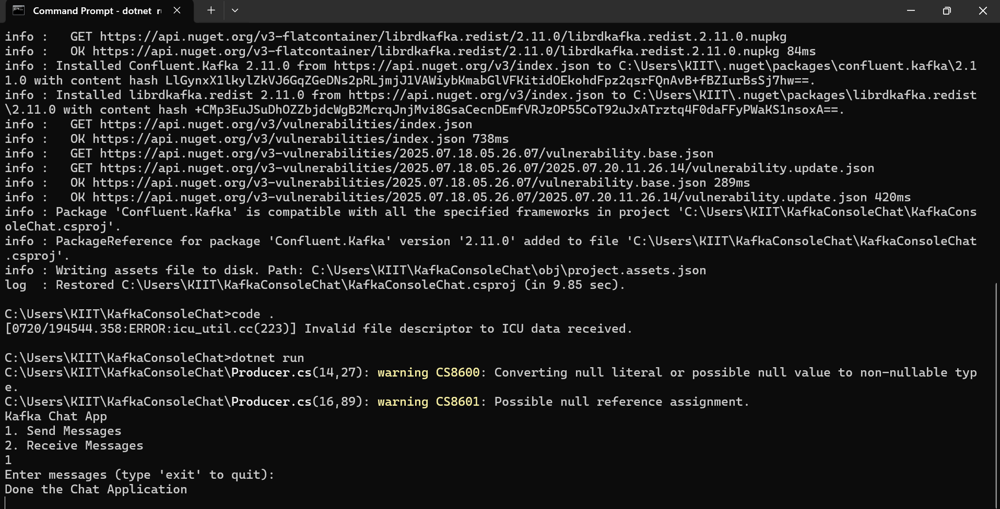 Command Prompt - dotnet r
info :   GET https://api.nuget.org/v3-flatcontainer/librdkafka.redist/2.11.0/librdkafka.redist.2.11.0.nupkg
info :   OK https://api.nuget.org/v3-flatcontainer/librdkafka.redist/2.11.0/librdkafka.redist.2.11.0.nupkg 84ms
info : Installed Confluent.Kafka 2.11.0 from https://api.nuget.org/v3/index.json to C:\Users\KIIT\.nuget\packages\confluent.kafka\2.1
1.0 with content hash LlGynxX1lkylZkVJ6GqZGeDNs2pRLjmjJ1VAWiybKmabGlVFKitidOEkohdFpz2qsrFQnAvB+fBZIurBsSj7hw==.
info : Installed librdkafka.redist 2.11.0 from https://api.nuget.org/v3/index.json to C:\Users\KIIT\.nuget\packages\librdkafka.redist
\2.11.0 with content hash +CMp3EuJSuDhOZZbjdcWgB2McrqJnjMvi8GsaCecnDEmfVRJzOP55CoT92uJxATrztq4F0daFFyPWaKS1nsoxA==.
info :   GET https://api.nuget.org/v3/vulnerabilities/index.json
info :   OK https://api.nuget.org/v3/vulnerabilities/index.json 738ms
info :   GET https://api.nuget.org/v3-vulnerabilities/2025.07.18.05.26.07/vulnerability.base.json
info :   GET https://api.nuget.org/v3-vulnerabilities/2025.07.18.05.26.07/2025.07.20.11.26.14/vulnerability.update.json
info :   OK https://api.nuget.org/v3-vulnerabilities/2025.07.18.05.26.07/vulnerability.base.json 289ms
info :   OK https://api.nuget.org/v3-vulnerabilities/2025.07.18.05.26.07/2025.07.20.11.26.14/vulnerability.update.json 420ms
info : Package 'Confluent.Kafka' is compatible with all the specified frameworks in project 'C:\Users\KIIT\KafkaConsoleChat\KafkaCons
oleChat.csproj'.
info : PackageReference for package 'Confluent.Kafka' version '2.11.0' added to file 'C:\Users\KIIT\KafkaConsoleChat\KafkaConsoleChat
.csproj'.
info : Writing assets file to disk. Path: C:\Users\KIIT\KafkaConsoleChat\obj\project.assets.json
log  : Restored C:\Users\KIIT\KafkaConsoleChat\KafkaConsoleChat.csproj (in 9.85 sec).
C:\Users\KIIT\KafkaConsoleChat>code .
[0720/194544.358:ERROR:icu_util.cc(223)] Invalid file descriptor to ICU data received.
C:\Users\KIIT\KafkaConsoleChat>dotnet run
C:\Users\KIIT\KafkaConsoleChat\Producer.cs(14,27): warning CS8600: Converting null literal or possible null value to non-nullable typ
e.
C:\Users\KIIT\KafkaConsoleChat\Producer.cs(16,89): warning CS8601: Possible null reference assignment.
Kafka Chat App
1. Send Messages
2. Receive Messages
1
Enter messages (type 'exit' to quit):
Done the Chat Application